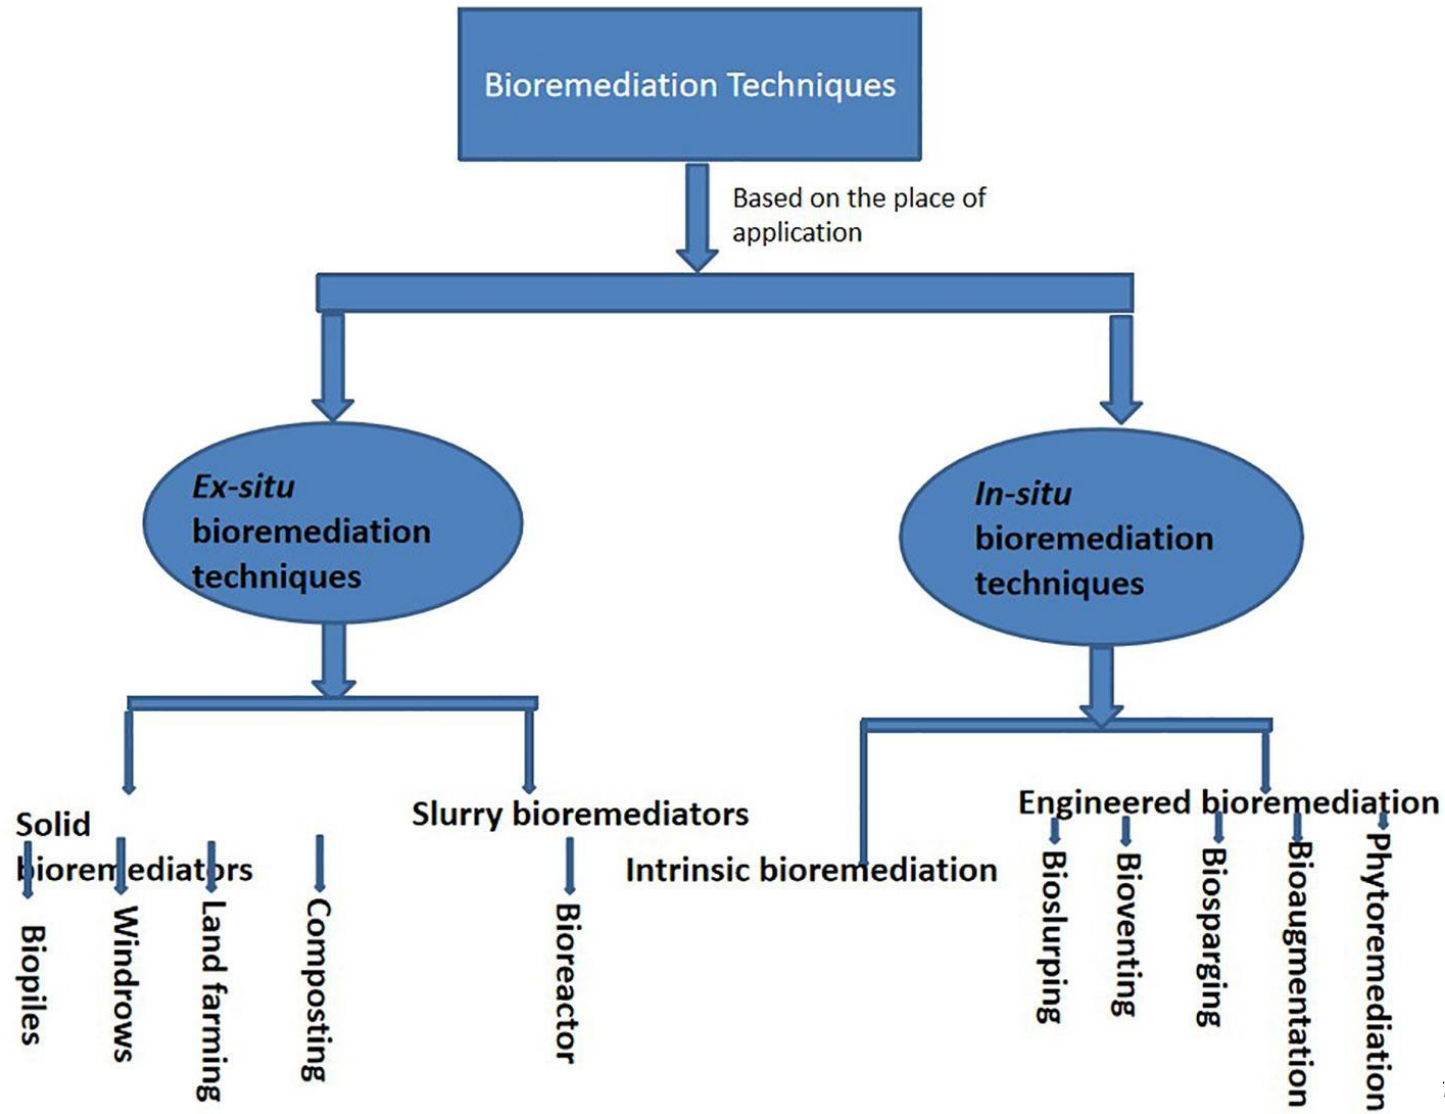 Bioremediation Techniques
Based on the place of
application
Ex-situ
bioremediation
techniques
In-situ
bioremediation
techniques
Solid
bioremediators
Slurry bioremediators
Intrinsic bioremediation
Engineered bioremediation
Biopiles
Windrows
Land farming
Composting
Bioreactor
Bioslurping
Bioventing
Biosparging
Bioaugmentation
Phytoremediation